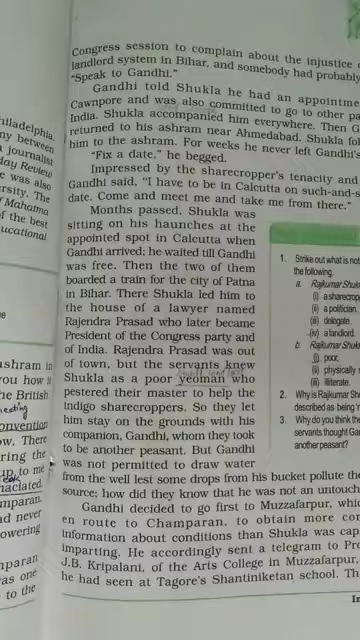 Congress session to complain about the injustice
landlord system in Bihar, and somebody had probably
"Speak to Gandhi."
Gandhi told Shukla he had an appointme
Cawnpore and was also committed to go to other pa
India. Shukla accompanied him everywhere. Then G
returned to his ashram near Ahmedabad. Shukla fol
him to the ashram. For weeks he never left Gandhi's
"Fix a date," he begged.
Impressed by the sharecropper's tenacity and
Gandhi said, "I have to be in Calcutta on such-and-s
date. Come and meet me and take me from there."
Months passed. Shukla was
sitting on his haunches at the
appointed spot in Calcutta when
Gandhi arrived; he waited till Gandhi
was free. Then the two of them
boarded a train for the city of Patna
in Bihar. There Shukla led him to
the house of a lawyer named
Rajendra Prasad who later became
President of the Congress party and
of India. Rajendra Prasad was out
of town, but the servants knew
Shukla as a poor yeoman who
pestered their master to help the
indigo sharecroppers. So they let
him stay on the grounds with his
companion, Gandhi, whom they took
to be another peasant. But Gandhi
was not permitted to draw water
from the well lest some drops from his bucket pollute the
source; how did they know that he was not an untouch
Gandhi decided to go first to Muzzafarpur, whic
en route to Champaran, to obtain more com
information about conditions than Shukla was cap
imparting. He accordingly sent a telegram to Pro
J.B. Kripalani, of the Arts College in Muzzafarpur,
he had seen at Tagore's Shantiniketan school. Th
1. Strike out what is not
the following.
a. Rajkumar Shukl
(i) a sharecrop
(ii) a politician.
(iii) delegate.
(iv) a landlord.
b. Rajkumar Shukl
(i) poor.
(ii) physically
(iii) illiterate.
2. Why is Rajkumar Shukl
described as being 'r
3. Why do you think the
servants thought Gan
another peasant?
hiladelphia,
ny between
journalist
day Review
e was also
rsity. The
f Mahatma
f the best
ucational
ashram in
you how i
he British
meeting
onvention
ow. There
ring the
up to me
maciated
mparan.
ad never
owering
mparan
as one
to the